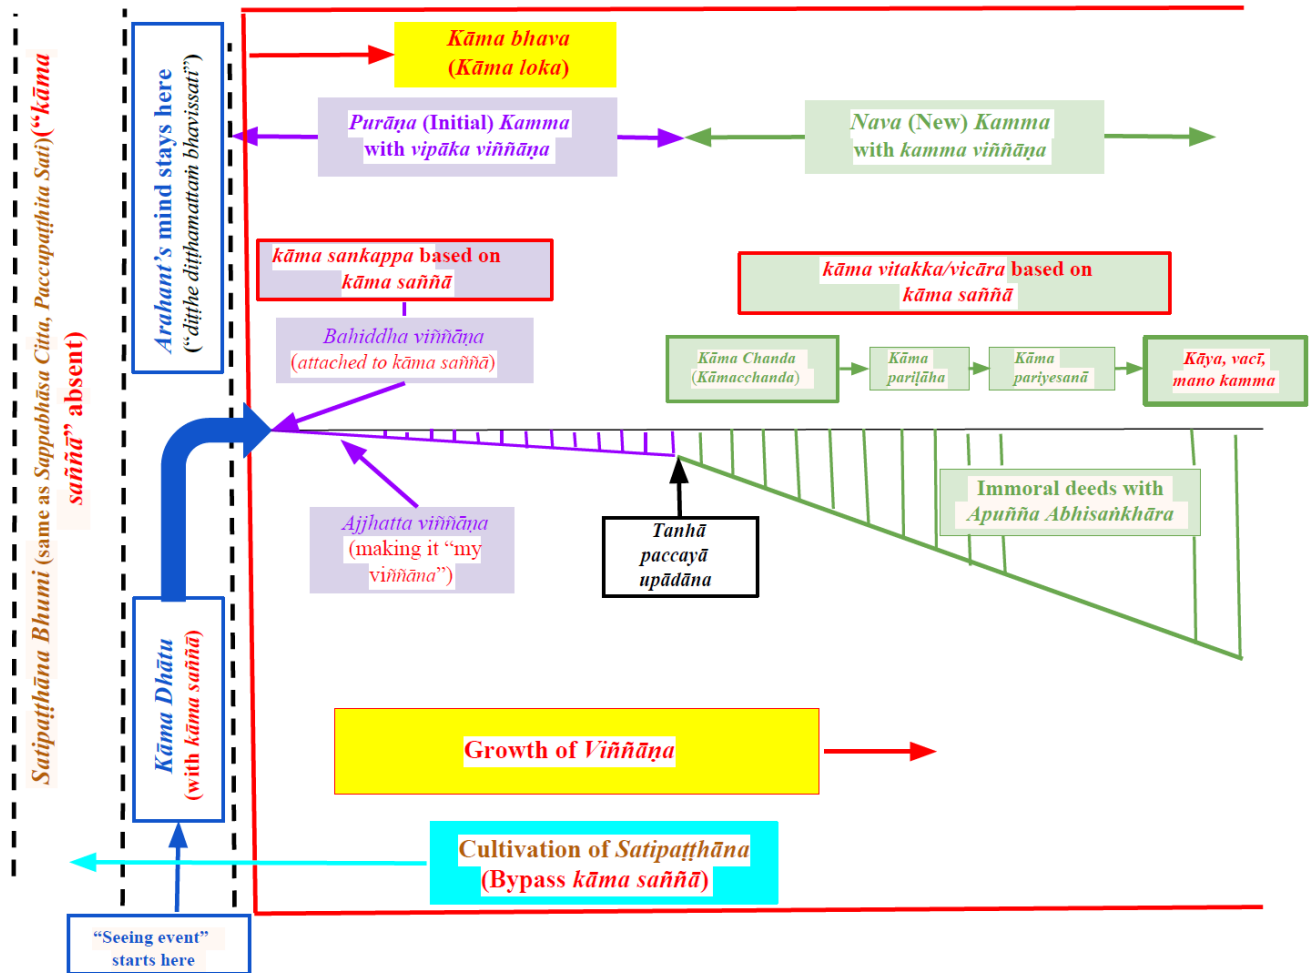 Satipaṭṭhāna Bhumi (same as Sappabhāsa Citta, Paccupaṭṭhita Sati)(“kāma
saññā” absent)
Arahant’s mind stays here
(“diṭṭhe diṭṭhamattaṁ bhavissati”)
Kāma bhava
(Kāma loka)
Purāṇa (Initial) Kamma
with vipāka viññāṇa
Nava (New) Kamma
with kamma viññāṇa
kāma sankappa based on
kāma saññā
kāma vitakka/vicāra based on
kāma saññā
Bahiddha viññāṇa
(attached to kāma saññā)
Kāma Chanda
(Kāmacchanda)
Kāma
pariḷāha
Kāma
pariyesanā
Kāya, vacī,
mano kamma
Ajjhatta viññāṇa
(making it “my
viññāna”)
Tanhā
paccayā
upādāna
Immoral deeds with
Apuñña Abhisaṅkhāra
Kāma Dhātu
(with kāma saññā)
Growth of Viññāṇa
Cultivation of Satipaṭṭhāna
(Bypass kāma saññā)
“Seeing event”
starts here